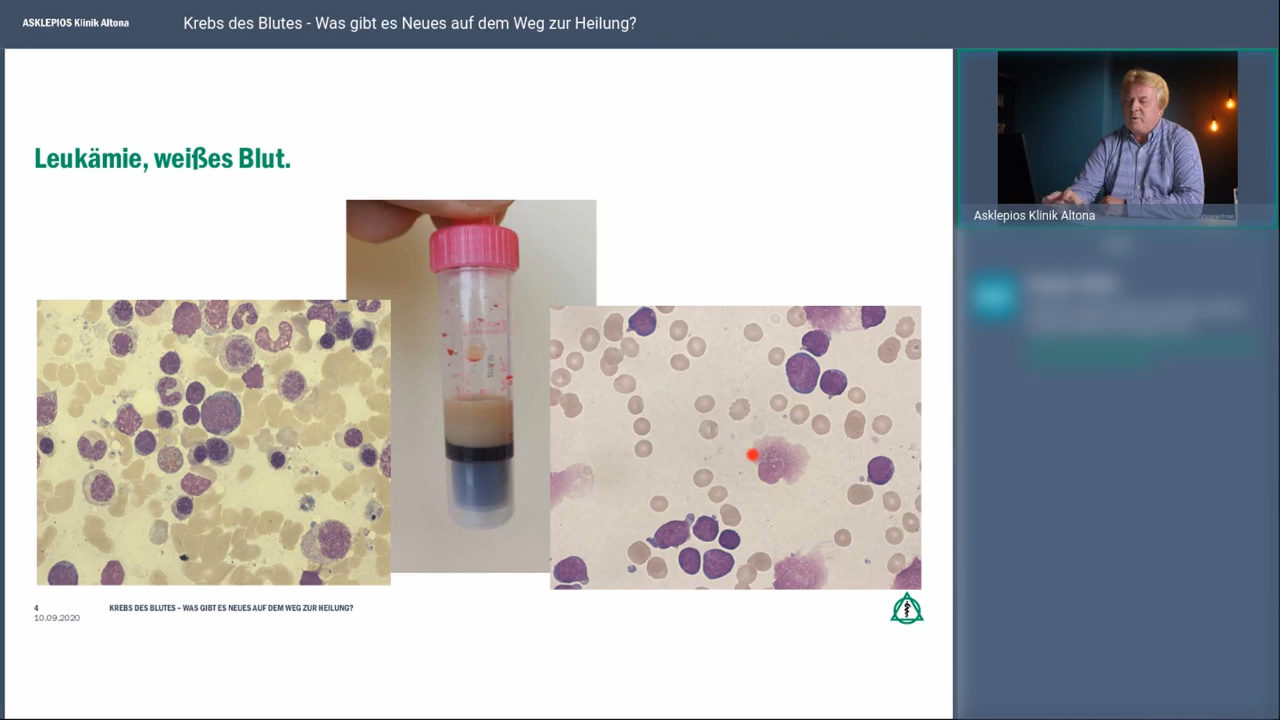 ASKLEPIOS Klinik Altona
Krebs des Blutes - Was gibt es Neues auf dem Weg zur Heilung?
Leukämie, weißes Blut.
Asklepios Klinik Altona
4
KREBS DES BLUTES – WAS GIBT ES NEUES AUF DEM WEG ZUR HEILUNG?
10.09.2020